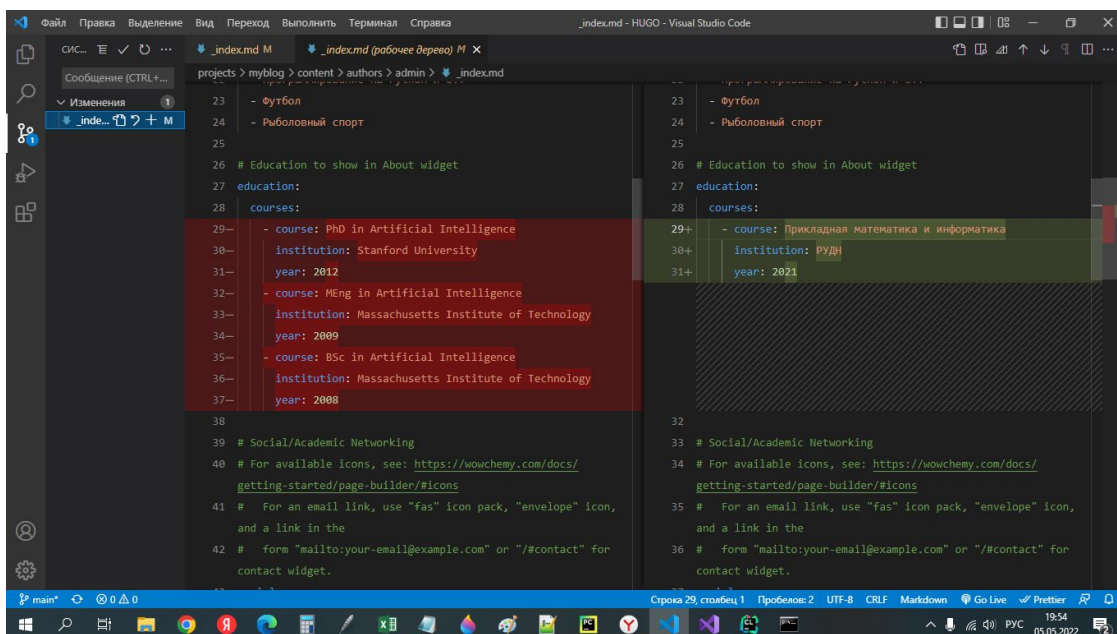 Файл Правка Выделение Вид Переход Выполнить Терминал Справка
_index.md - HUGO - Visual Studio Code
СИС...
_index.md M
_index.md (рабочее дерево) M
projects > myblog > content > authors > admin > _index.md
Сообщение (CTRL+...
Изменения 1
_inde... M
1
23 - Футбол
24 - Рыболовный спорт
25
26 # Education to show in About widget
27 education:
28 courses:
29— - course: PhD in Artificial Intelligence
30— institution: Stanford University
31— year: 2012
32— - course: MEng in Artificial Intelligence
33— institution: Massachusetts Institute of Technology
34— year: 2009
35— - course: BSc in Artificial Intelligence
36— institution: Massachusetts Institute of Technology
37— year: 2008
38
39 # Social/Academic Networking
40 # For available icons, see: https://wowchemy.com/docs/
getting-started/page-builder/#icons
41 # For an email link, use "fas" icon pack, "envelope" icon,
and a link in the
42 # form "mailto:your-email@example.com" or "/#contact" for
contact widget.
23 - Футбол
24 - Рыболовный спорт
25
26 # Education to show in About widget
27 education:
28 courses:
29+ - course: Прикладная математика и информатика
30+ institution: РУДН
31+ year: 2021
32
33 # Social/Academic Networking
34 # For available icons, see: https://wowchemy.com/docs/
getting-started/page-builder/#icons
35 # For an email link, use "fas" icon pack, "envelope" icon,
and a link in the
36 # form "mailto:your-email@example.com" or "/#contact" for
contact widget.
main* 0 0
Строка 29, столбец 1 Пробелов: 2 UTF-8 CRLF Markdown Go Live Prettier
РУС 19:54
05.05.2022